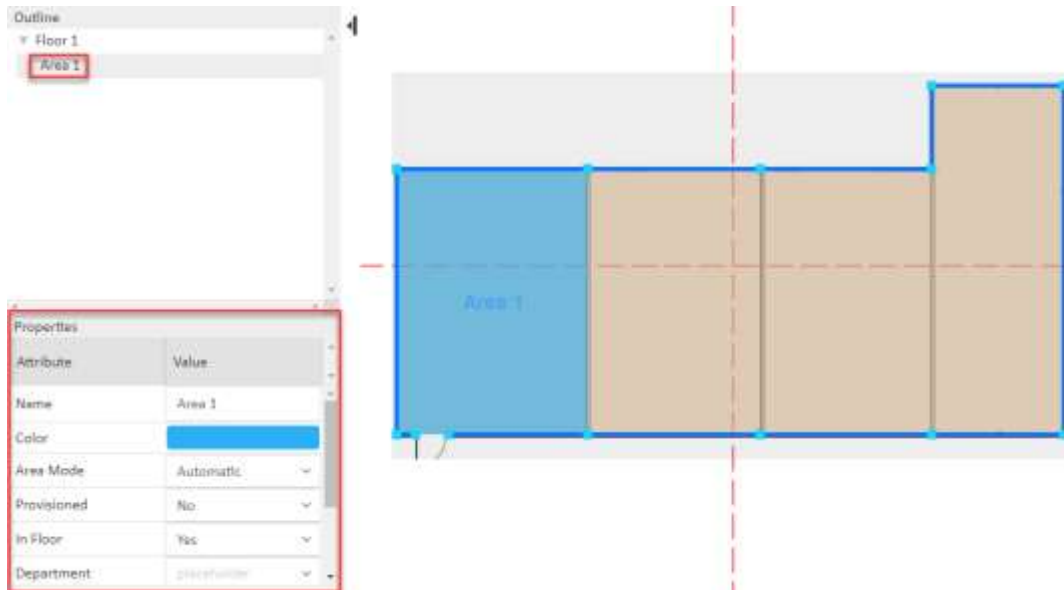 Outline
Floor 1
Area 1
Area 1
Properties
Attribute Value
Name Area 1
Color
Area Mode Automatic
Provisioned No
In Floor Yes
Department placeholder